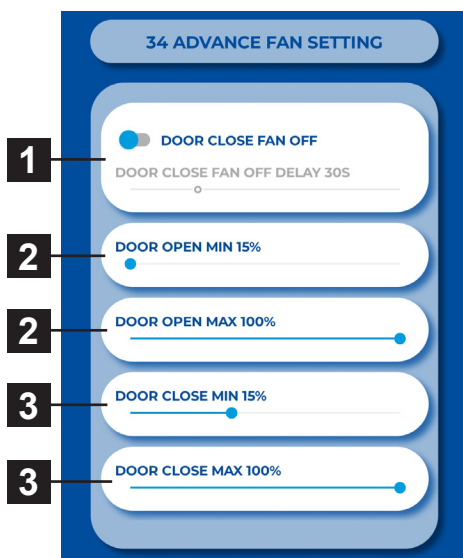 34 ADVANCE FAN SETTING
1
DOOR CLOSE FAN OFF
DOOR CLOSE FAN OFF DELAY 30S
2
DOOR OPEN MIN 15%
2
DOOR OPEN MAX 100%
3
DOOR CLOSE MIN 15%
3
DOOR CLOSE MAX 100%